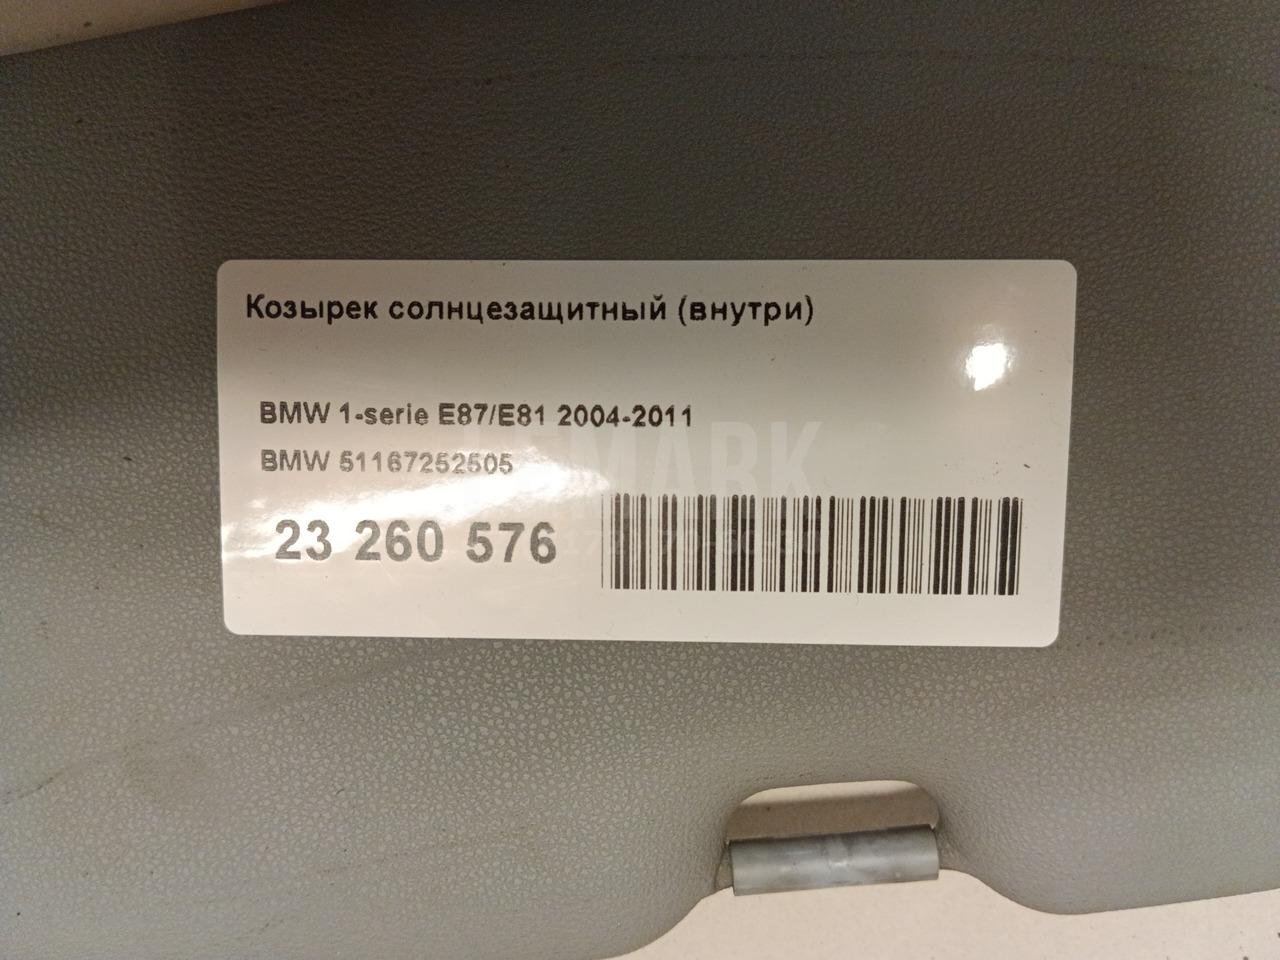 Козырек солнцезащитный (внутри)
BMW 1-serie E87/E81 2004-2011
BMW 51167252505
23 260 576